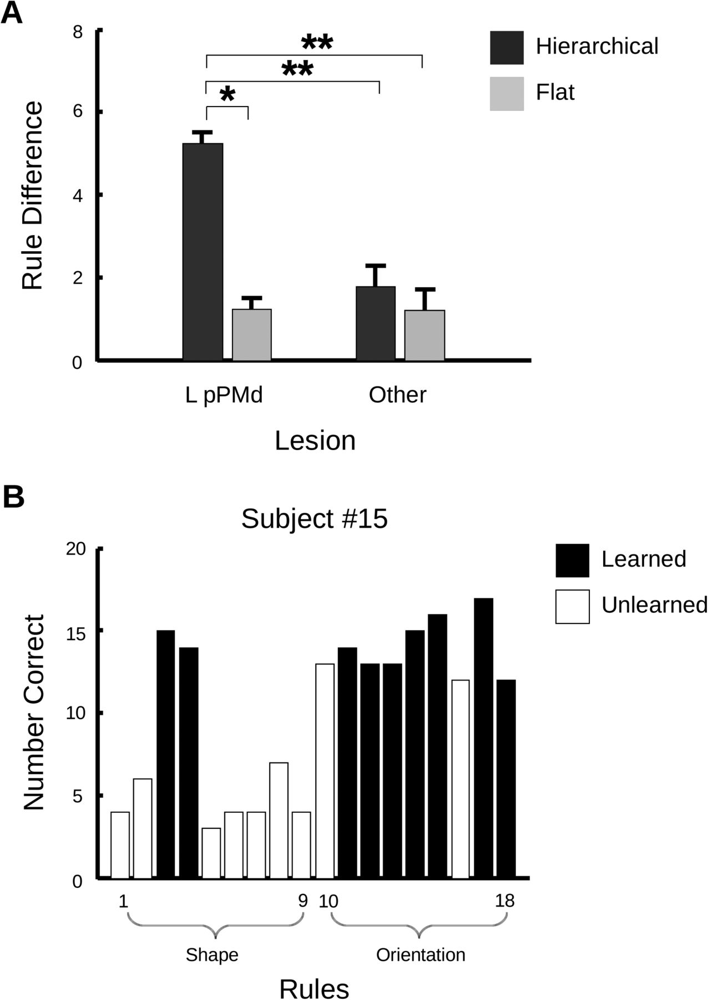 A
8
6
4
2
0
Rule Difference
**
**
*
Hierarchical
Flat
L pPMd
Other
Lesion
B
Subject #15
20
15
10
5
0
Number Correct
Learned
Unlearned
1
9
10
18
Shape
Orientation
Rules